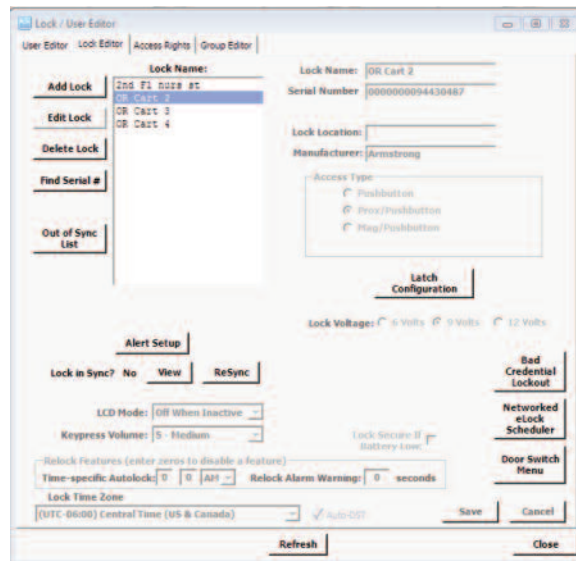 Lock / User Editor
User Editor Lock Editor Access Rights Group Editor
Lock Name:
Add Lock
Edit Lock
Delete Lock
Find Serial #
Out of Sync
List
2nd Fl nurs st
OR Cart 2
OR Cart 3
OR Cart 4
Lock Name: OR Cart 2
Serial Number 0000000094430487
Lock Location:
Manufacturer: Armstrong
Access Type
Pushbutton
Prox/Pushbutton
Mag/Pushbutton
Latch
Configuration
Lock Voltage: 6 Volts 9 Volts 12 Volts
Alert Setup
Lock in Sync? No View ReSync
Bad
Credential
Lockout
Networked
eLock
Scheduler
Door Switch
Menu
LCD Mode: Off When Inactive
Keypress Volume: 5 - Medium
Lock Secure If
Battery Low:
Relock Features (enter zeros to disable a feature)
Time-specific Autolock: 0 0 AM Relock Alarm Warning: 0 seconds
Lock Time Zone
(UTC-06:00) Central Time (US & Canada) Auto-DST
Save Cancel
Refresh Close